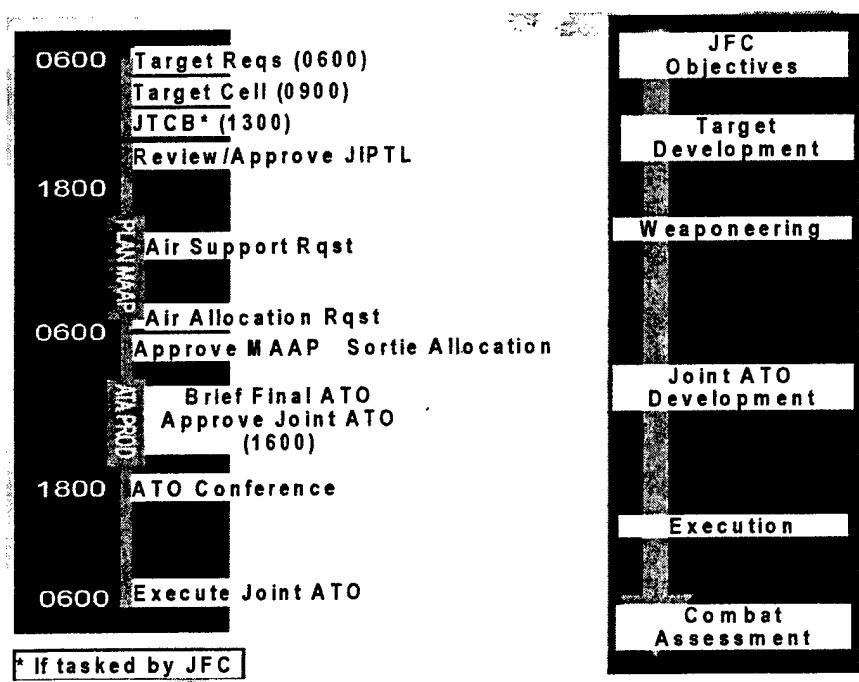 0600
Target Reqs (0600)
Target Cell (0900)
JTCB* (1300)
Review/Approve JIPTL
1800
PLAN MAAP
Air Support Rqst
Air Allocation Rqst
0600
Approve MAAP Sortie Allocation
ATA PROD
Brief Final ATO
Approve Joint ATO
(1600)
1800
ATO Conference
0600
Execute Joint ATO
* If tasked by JFC
JFC
Objectives
Target
Development
Weaponeering
Joint ATO
Development
Execution
Combat
Assessment